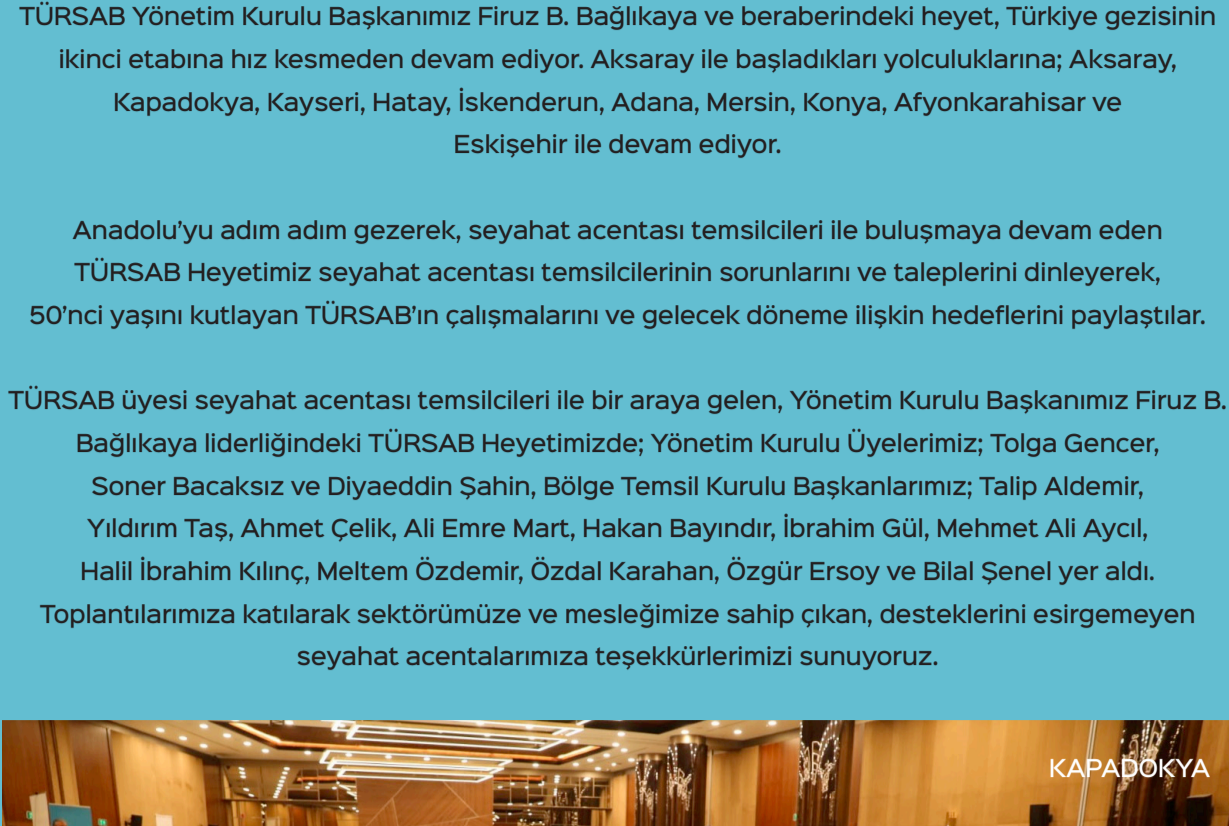 TÜRSAB Yönetim Kurulu Başkanımız Firuz B. Bağlıkaya ve beraberindeki heyet, Türkiye gezisinin
ikinci etabına hız kesmeden devam ediyor. Aksaray ile başladıkları yolculuklarına; Aksaray,
Kapadokya, Kayseri, Hatay, İskenderun, Adana, Mersin, Konya, Afyonkarahisar ve
Eskişehir ile devam ediyor.
Anadolu’yu adım adım gezerek, seyahat acentası temsilcileri ile buluşmaya devam eden
TÜRSAB Heyetimiz seyahat acentası temsilcilerinin sorunlarını ve taleplerini dinleyerek,
50’nci yaşını kutlayan TÜRSAB’ın çalışmalarını ve gelecek döneme ilişkin hedeflerini paylaştılar.
TÜRSAB üyesi seyahat acentası temsilcileri ile bir araya gelen, Yönetim Kurulu Başkanımız Firuz B.
Bağlıkaya liderliğindeki TÜRSAB Heyetimizde; Yönetim Kurulu Üyelerimiz; Tolga Gencer,
Soner Bacaksız ve Diyaeddin Şahin, Bölge Temsil Kurulu Başkanlarımız; Talip Aldemir,
Yıldırım Taş, Ahmet Çelik, Ali Emre Mart, Hakan Bayındır, İbrahim Gül, Mehmet Ali Aycıl,
Halil İbrahim Kılınç, Meltem Özdemir, Özdal Karahan, Özgür Ersoy ve Bilal Şenel yer aldı.
Toplantılarımıza katılarak sektörümüze ve mesleğimize sahip çıkan, desteklerini esirgemeyen
seyahat acentalarımıza teşekkürlerimizi sunuyoruz.
KAPADOKYA